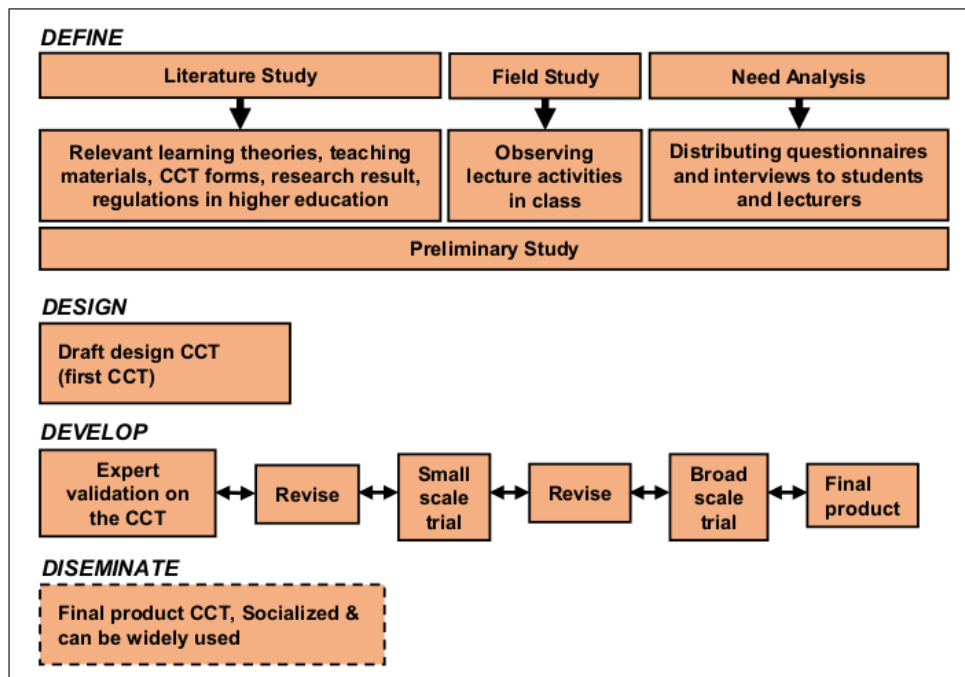 DEFINE
Literature Study
Field Study
Need Analysis
Relevant learning theories, teaching
materials, CCT forms, research result,
regulations in higher education
Observing
lecture activities
in class
Distributing questionnaires
and interviews to students
and lecturers
Preliminary Study
DESIGN
Draft design CCT
(first CCT)
DEVELOP
Expert
validation on
the CCT
Revise
Small
scale
trial
Revise
Broad
scale
trial
Final
product
DISEMINATE
Final product CCT, Socialized &
can be widely used